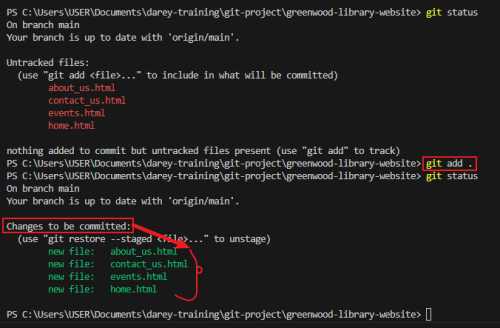 PS C:\Users\USER\Documents\darey-training\git-project\greenwood-library-website> git status
On branch main
Your branch is up to date with 'origin/main'.
Untracked files:
(use "git add <file>..." to include in what will be committed)
about_us.html
contact_us.html
events.html
home.html
nothing added to commit but untracked files present (use "git add" to track)
PS C:\Users\USER\Documents\darey-training\git-project\greenwood-library-website> git add .
PS C:\Users\USER\Documents\darey-training\git-project\greenwood-library-website> git status
On branch main
Your branch is up to date with 'origin/main'.
Changes to be committed:
(use "git restore --staged <file>..." to unstage)
new file: about_us.html
new file: contact_us.html
new file: events.html
new file: home.html
PS C:\Users\USER\Documents\darey-training\git-project\greenwood-library-website>